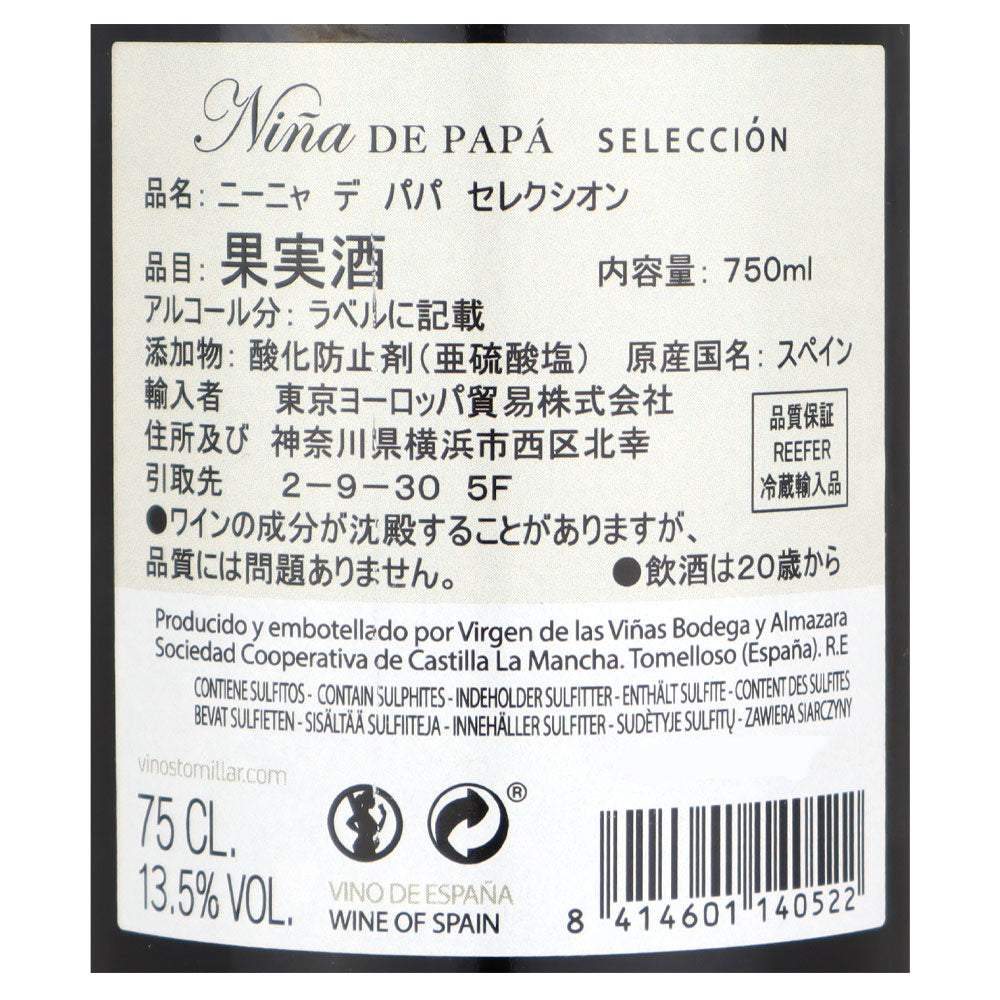 Niña DE PAPÁ SELECCIÓN
品名: ニーニャ デ パパ セレクシオン
品目: 果実酒 内容量: 750ml
アルコール分: ラベルに記載
添加物: 酸化防止剤(亜硫酸塩) 原産国名: スペイン
輸入者 東京ヨーロッパ貿易株式会社
住所及び 神奈川県横浜市西区北幸
引取先 2-9-30 5F
品質保証
REEFER
冷蔵輸入品
●ワインの成分が沈殿することがありますが、
品質には問題ありません。 ●飲酒は20歳から
Producido y embotellado por Virgen de las Viñas Bodega y Almazara
Sociedad Cooperativa de Castilla La Mancha. Tomelloso (España). R.E
CONTIENE SULFITOS - CONTAIN SULPHITES - INDEHOLDER SULFITTER - ENTHÄLT SULFITE - CONTENT DES SULFITES
BEVAT SULFIETEN - SISÄLTÄÄ SULFIITEJA - INNEHÄLLER SULFITER - SUDĖTYJE SULFITŲ - ZAWIERA SIARCZYNY
vinostomillar.com
75 CL.
13.5% VOL.
®
VINO DE ESPAÑA
WINE OF SPAIN
8 414601 140522